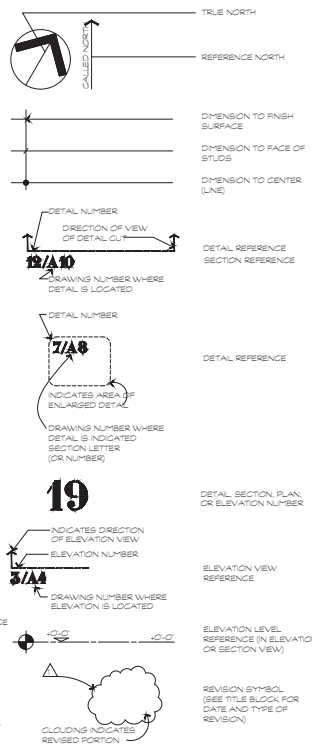 TRUE NORTH
CALLED NORTH
REFERENCE NORTH
DIMENSION TO FINISH
SURFACE
DIMENSION TO FACE OF
STUDS
DIMENSION TO CENTER
(LINE)
DETAIL NUMBER
DIRECTION OF VIEW
OF DETAIL CUT
12/A10
DRAWING NUMBER WHERE
DETAIL IS LOCATED
DETAIL REFERENCE
SECTION REFERENCE
DETAIL NUMBER
7/A8
INDICATES AREA OF
ENLARGED DETAIL
DRAWING NUMBER WHERE
DETAIL IS INDICATED
SECTION LETTER
(OR NUMBER)
DETAIL REFERENCE
19
DETAIL, SECTION, PLAN,
OR ELEVATION NUMBER
INDICATES DIRECTION
OF ELEVATION VIEW
ELEVATION NUMBER
3/A4
DRAWING NUMBER WHERE
ELEVATION IS LOCATED
ELEVATION VIEW
REFERENCE
+0'-0" +0'-0"
ELEVATION LEVEL
REFERENCE (IN ELEVATIO
OR SECTION VIEW)
CLOUDING INDICATES
REVISED PORTION
REVISION SYMBOL
(SEE TITLE BLOCK FOR
DATE AND TYPE OF
REVISION)